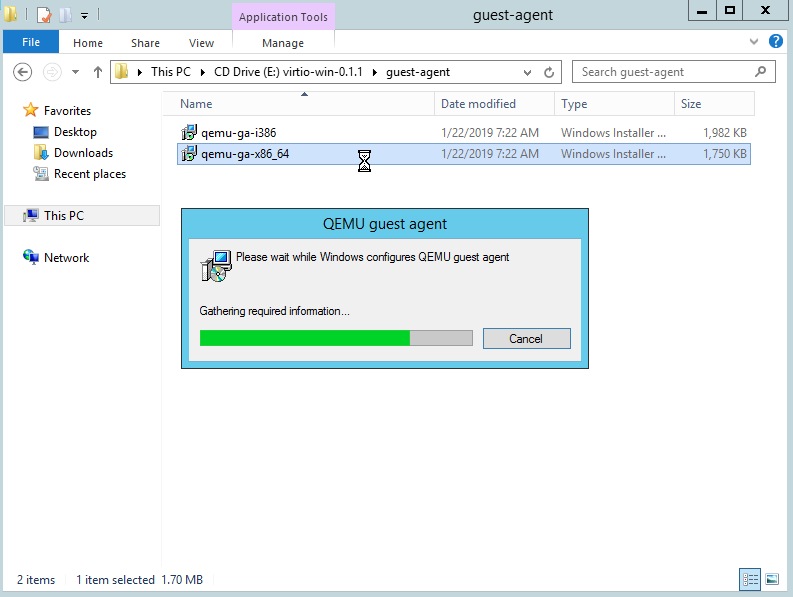 Application Tools
guest-agent
File
Home
Share
View
Manage
This PC
CD Drive (E:) virtio-win-0.1.1
guest-agent
Search guest-agent
Name
Date modified
Type
Size
Favorites
Desktop
Downloads
Recent places
This PC
Network
qemu-ga-i386
1/22/2019 7:22 AM
Windows Installer ...
1,982 KB
qemu-ga-x86_64
1/22/2019 7:22 AM
Windows Installer ...
1,750 KB
QEMU guest agent
Please wait while Windows configures QEMU guest agent
Gathering required information...
Cancel
2 items
1 item selected 1.70 MB